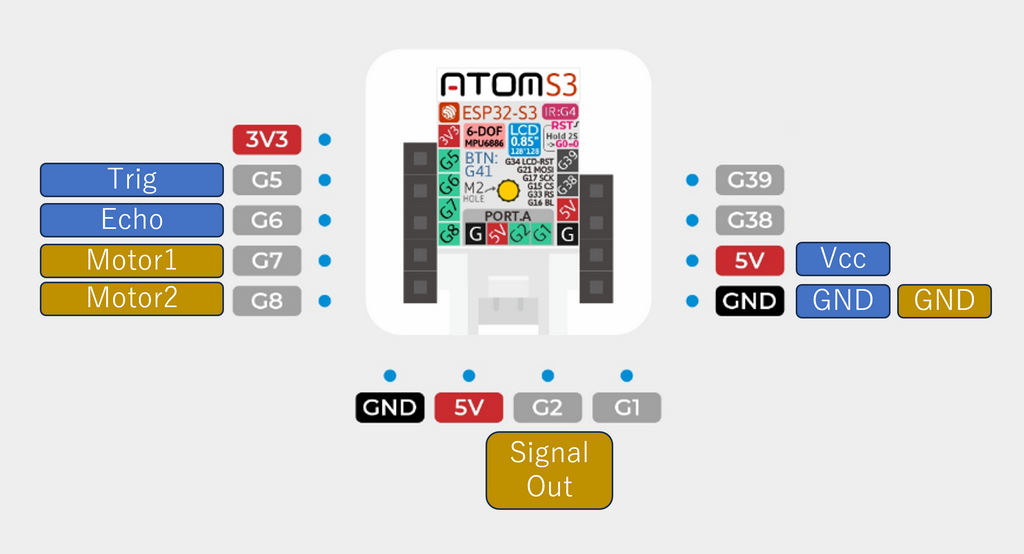 ATOMS3
ESP32-S3 IR:G4
3V3 6-DOF MPU6886 LCD 0.85" 128*128 RST Hold 2S ->G0=0
G5 BTN: G41 G34 LCD-RST G39
G21 MOSI
G17 SCK
G6 M2 HOLE G15 CS G38
G33 RS
G16 BL
G7 PORT.A 5V
G8 G 5V G2 G1 G
3V3
Trig G5
Echo G6
Motor1 G7
Motor2 G8
G39
G38
5V Vcc
GND GND GND
GND 5V G2 G1
Signal
Out